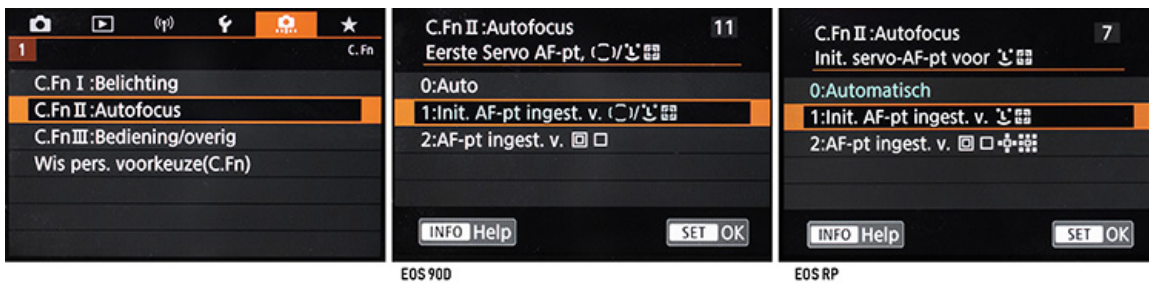 1
C.Fn
C.Fn I :Belichting
C.Fn II :Autofocus
C.Fn III:Bediening/overig
Wis pers. voorkeuze(C.Fn)
C.Fn II :Autofocus 11
Eerste Servo AF-pt, ( )/
0:Auto
1:Init. AF-pt ingest. v. ( )/
2:AF-pt ingest. v.
INFO Help SET OK
EOS 90D
C.Fn II :Autofocus 7
Init. servo-AF-pt voor
0:Automatisch
1:Init. AF-pt ingest. v.
2:AF-pt ingest. v.
INFO Help SET OK
EOS RP